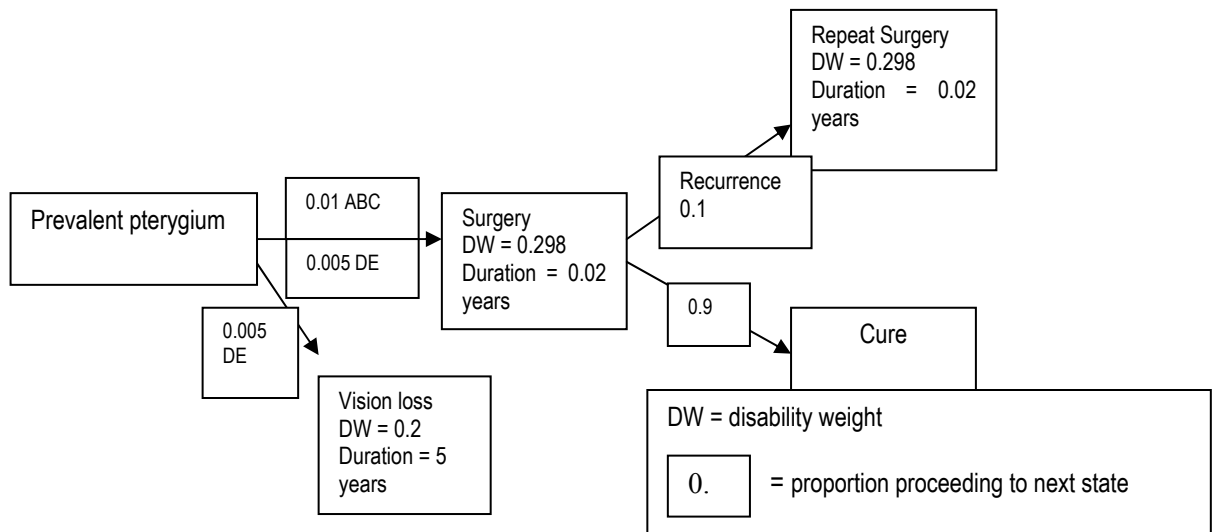 Prevalent pterygium
0.01 ABC
0.005 DE
0.005
DE
Vision loss
DW = 0.2
Duration = 5
years
Surgery
DW = 0.298
Duration = 0.02
years
Recurrence
0.1
Repeat Surgery
DW = 0.298
Duration = 0.02
years
0.9
Cure
DW = disability weight
0. = proportion proceeding to next state